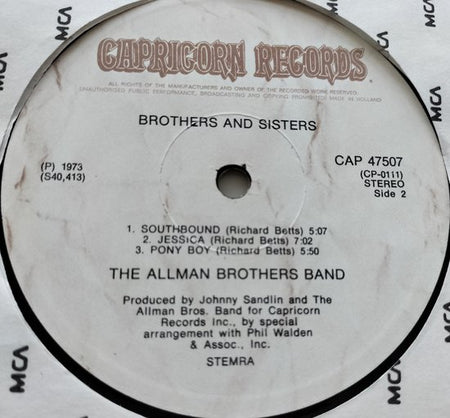 CAPRICORN RECORDS
ALL RIGHTS OF THE MANUFACTURERS AND OWNER OF THE RECORDED WORK RESERVED.
UNAUTHORISED PUBLIC PERFORMANCE, BROADCASTING AND COPYING PROHIBITED MADE IN HOLLAND
BROTHERS AND SISTERS
(P) 1973
(S40,413)
CAP 47507
(CP-0111)
STEREO
Side 2
1. SOUTHBOUND (Richard Betts) 5:07
2. JESSICA (Richard Betts) 7:02
3. PONY BOY (Richard Betts) 5:50
THE ALLMAN BROTHERS BAND
Produced by Johnny Sandlin and The
Allman Bros. Band for Capricorn
Records Inc., by special
arrangement with Phil Walden
& Assoc., Inc.
STEMRA
MCA
MCA
MCA
MCA
MCA
MCA